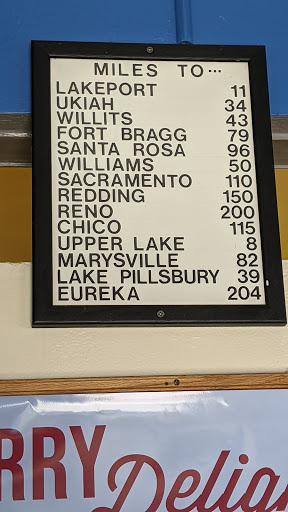 MILES TO...
LAKEPORT 11
UKIAH 34
WILLITS 43
FORT BRAGG 79
SANTA ROSA 96
WILLIAMS 50
SACRAMENTO 110
REDDING 150
RENO 200
CHICO 115
UPPER LAKE 8
MARYSVILLE 82
LAKE PILLSBURY 39
EUREKA 204
RRY